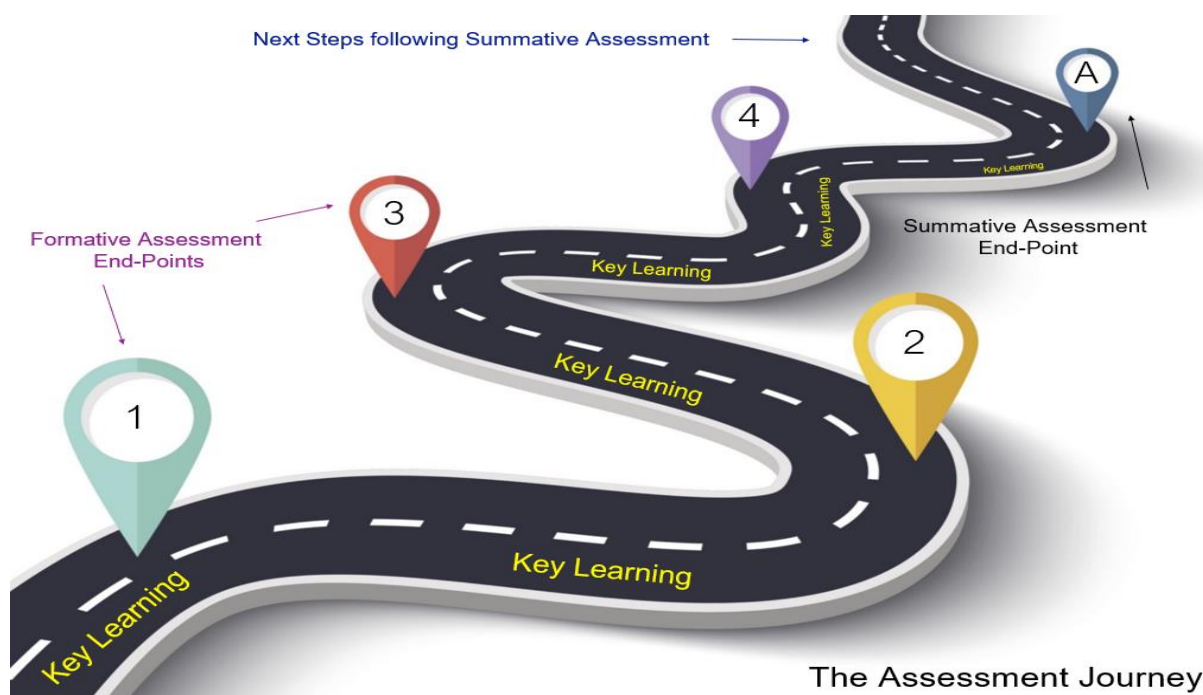 Next Steps following Summative Assessment
A
4
Key Learning
Key Learning
3
Summative Assessment
End-Point
Formative Assessment
End-Points
Key Learning
2
Key Learning
1
Key Learning
Key Learning
The Assessment Journey